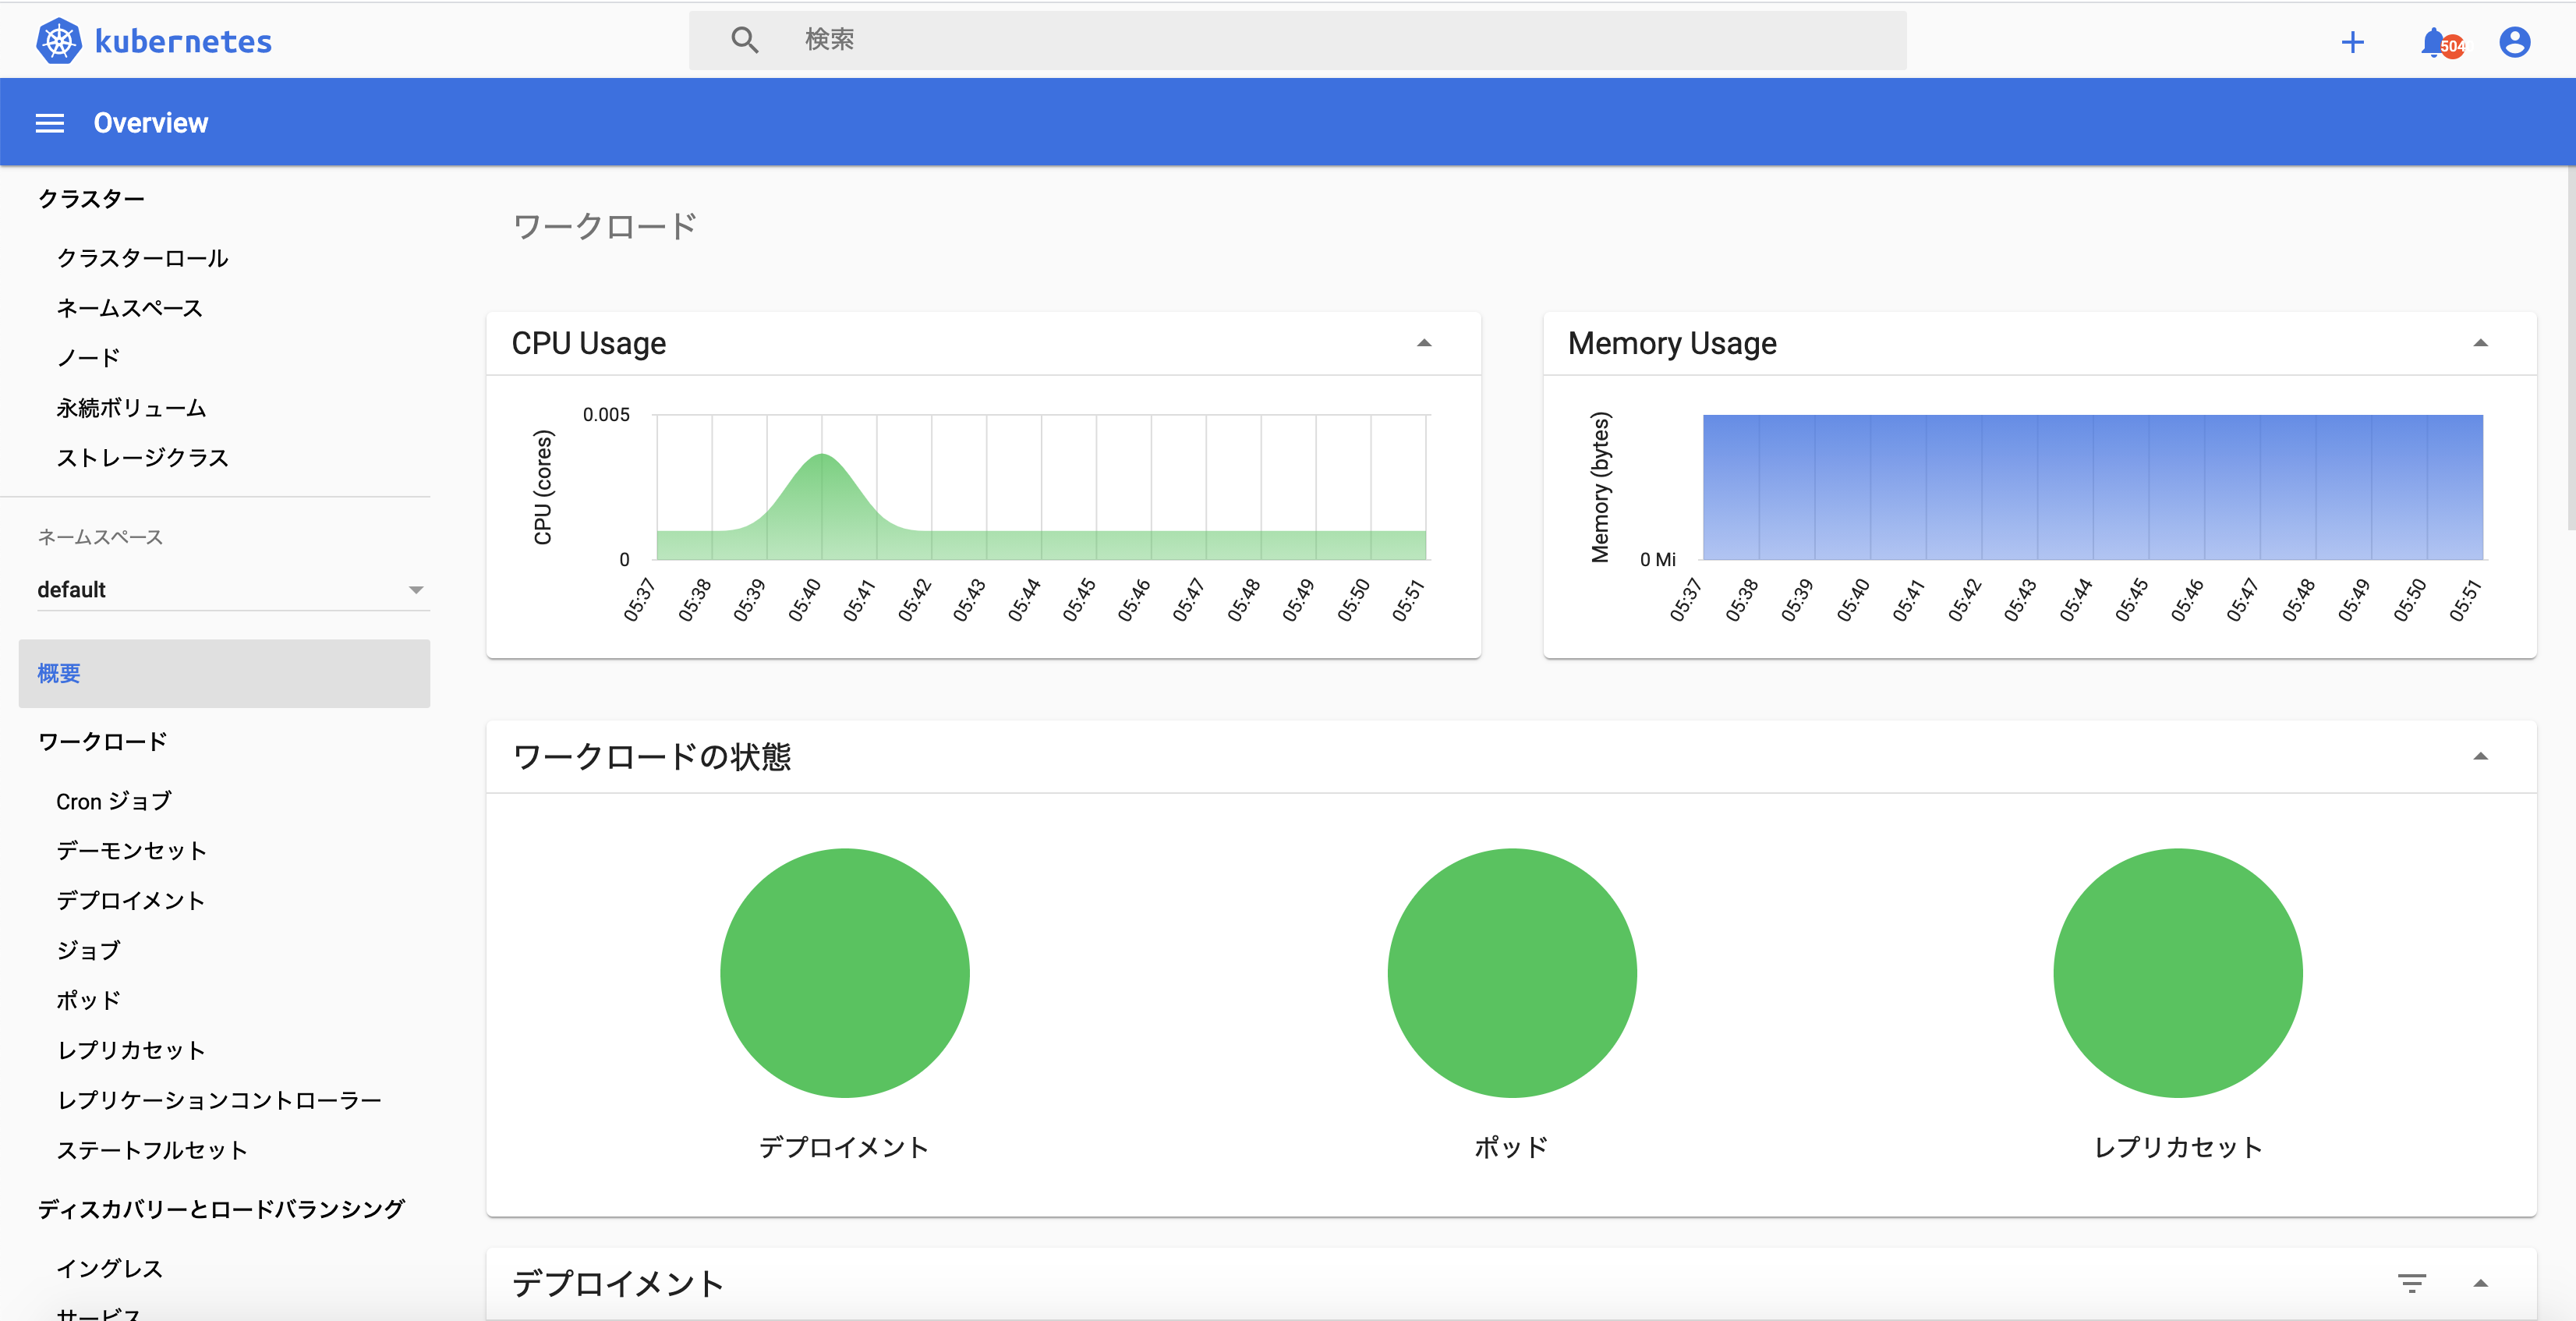 kubernetes
検索
504
Overview
クラスター
クラスターロール
ネームスペース
ノード
永続ボリューム
ストレージクラス
ネームスペース
default
概要
ワークロード
Cron ジョブ
デーモンセット
デプロイメント
ジョブ
ポッド
レプリカセット
レプリケーションコントローラー
ステートフルセット
ディスカバリーとロードバランシング
イングレス
サービス
ワークロード
CPU Usage
CPU (cores)
0.005
0
05:37 05:38 05:39 05:40 05:41 05:42 05:43 05:44 05:45 05:46 05:47 05:48 05:49 05:50 05:51
Memory Usage
Memory (bytes)
0 Mi
05:37 05:38 05:39 05:40 05:41 05:42 05:43 05:44 05:45 05:46 05:47 05:48 05:49 05:50 05:51
ワークロードの状態
デプロイメント
ポッド
レプリカセット
デプロイメント